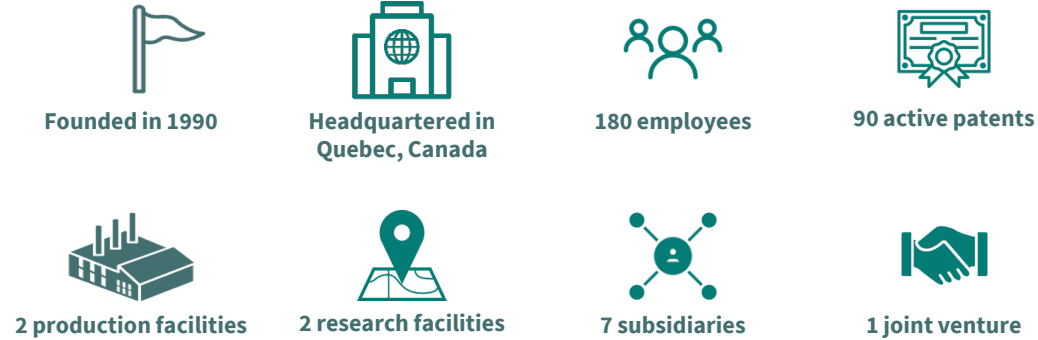 Founded in 1990
Headquartered in
Quebec, Canada
180 employees
90 active patents
2 production facilities
2 research facilities
7 subsidiaries
1 joint venture